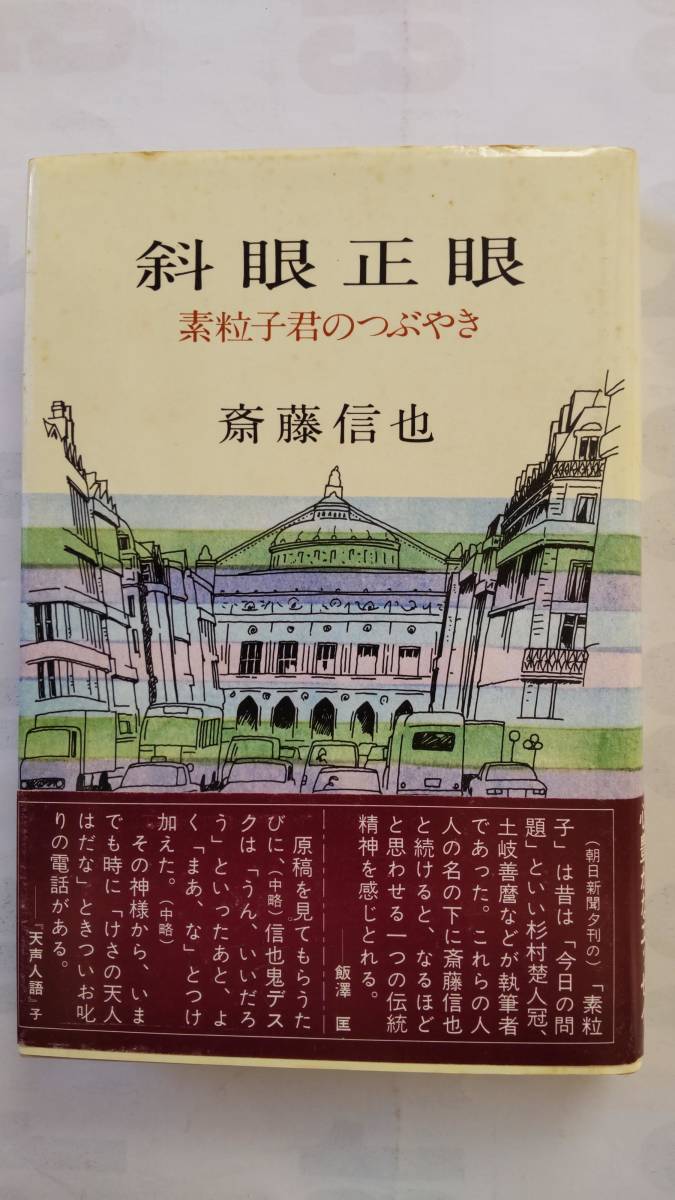 斜眼正眼
素粒子君のつぶやき
斎藤信也
(朝日新聞夕刊の)「素粒
子」は昔は「今日の問
題」といい杉村楚人冠、
土岐善麿などが執筆者
であった。これらの人
人の名の下に斎藤信也
と続けると、なるほど
と思わせる一つの伝統
精神を感じとれる。
──飯澤 匡
原稿を見てもらうた
びに、(中略)信也鬼デス
クは「うん、いいだろ
う」といったあと、よ
く「まあ、な」とつけ
加えた。(中略)
その神様から、いま
でも時に「けさの天人
はだな」ときついお叱
りの電話がある。
──「天声人語」子